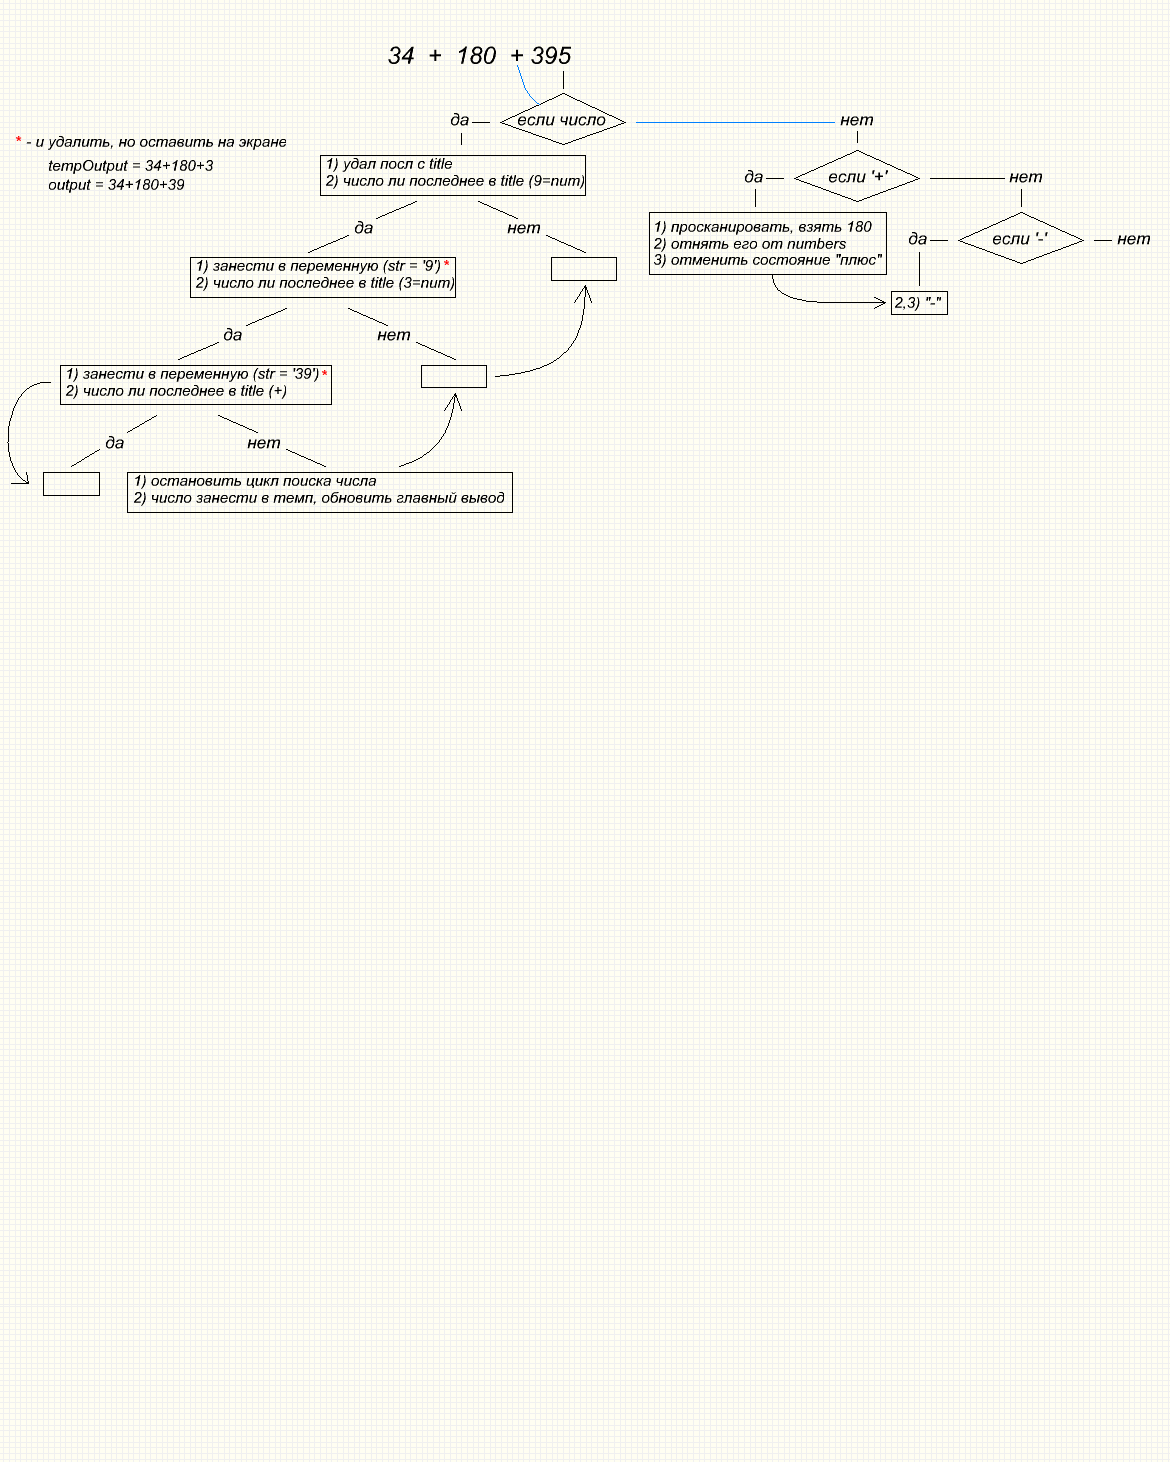 34 + 180 + 395
да
если число
нет
* - и удалить, но оставить на экране
tempOutput = 34+180+3
output = 34+180+39
1) удал посл с title
2) число ли последнее в title (9=num)
да
если '+'
нет
да
нет
1) просканировать, взять 180
2) отнять его от numbers
3) отменить состояние "плюс"
да
если '-'
нет
1) занести в переменную (str = '9') *
2) число ли последнее в title (3=num)
2,3) "-"
да
нет
1) занести в переменную (str = '39') *
2) число ли последнее в title (+)
да
нет
1) остановить цикл поиска числа
2) число занести в темп, обновить главный вывод